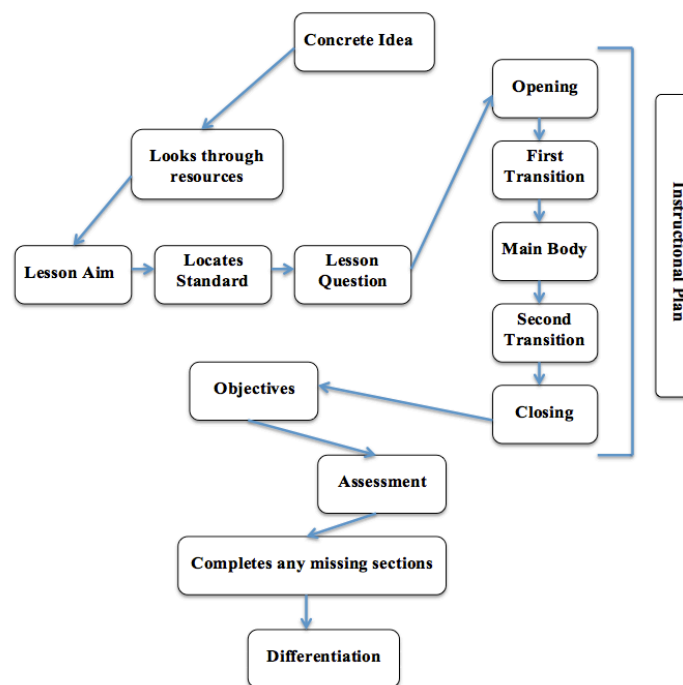 Concrete Idea
Looks through
resources
Lesson Aim
Locates
Standard
Lesson
Question
Opening
First
Transition
Main Body
Second
Transition
Closing
Instructional Plan
Objectives
Assessment
Completes any missing sections
Differentiation